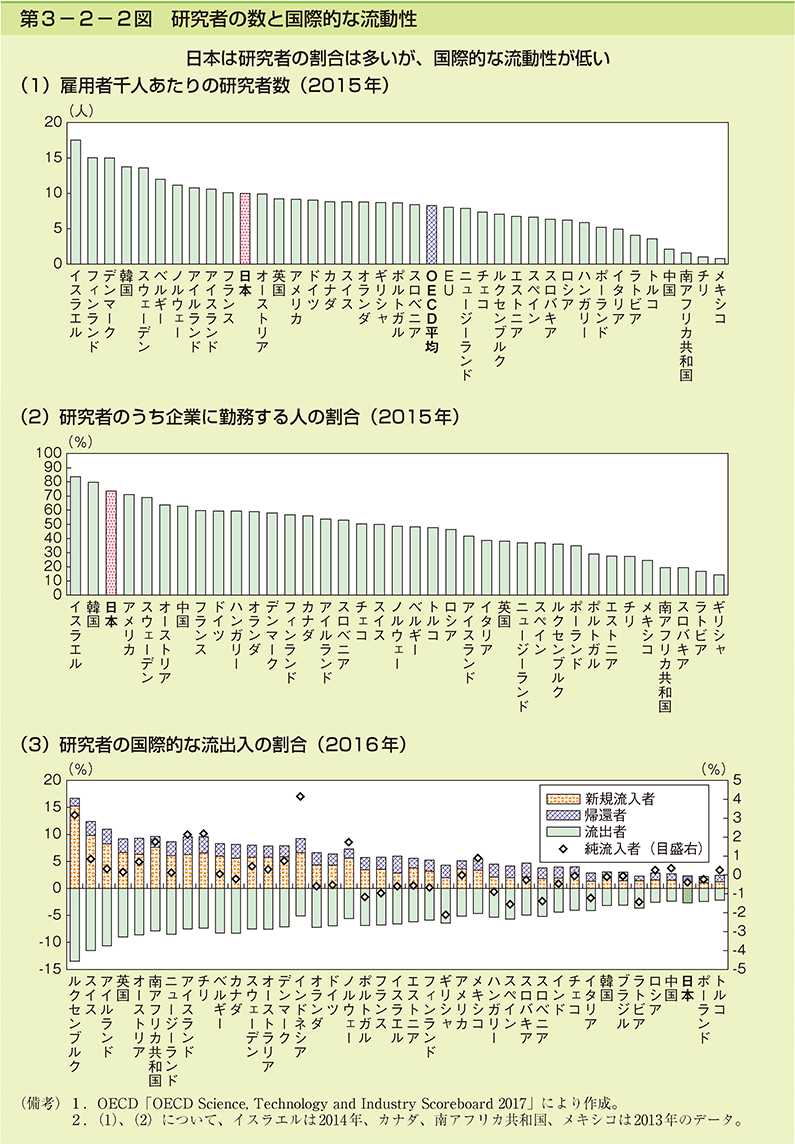 第３－２－２図　研究者の数と国際的な流動性
日本は研究者の割合は多いが、国際的な流動性が低い
（１）雇用者千人あたりの研究者数（2015年）
（人）
20
15
10
5
0
イスラエル
フィンランド
デンマーク
韓国
スウェーデン
ベルギー
ノルウェー
アイルランド
アイスランド
フランス
日本
オーストリア
英国
アメリカ
ドイツ
カナダ
スイス
オランダ
ギリシャ
ポルトガル
スロベニア
OECD平均
EU
ニュージーランド
チェコ
ルクセンブルク
エストニア
スペイン
スロバキア
ロシア
ハンガリー
ポーランド
イタリア
ラトビア
トルコ
中国
南アフリカ共和国
チリ
メキシコ
（２）研究者のうち企業に勤務する人の割合（2015年）
（%）
100
90
80
70
60
50
40
30
20
10
0
イスラエル
韓国
日本
アメリカ
スウェーデン
オーストリア
中国
フランス
ドイツ
ハンガリー
オランダ
デンマーク
フィンランド
カナダ
アイルランド
スロベニア
チェコ
スイス
ノルウェー
ベルギー
トルコ
ロシア
アイスランド
イタリア
英国
ニュージーランド
スペイン
ルクセンブルク
ポーランド
ポルトガル
エストニア
チリ
メキシコ
南アフリカ共和国
スロバキア
ラトビア
ギリシャ
（３）研究者の国際的な流出入の割合（2016年）
（%）
（%）
20
15
10
5
0
-5
-10
-15
5
4
3
2
1
0
-1
-2
-3
-4
-5
新規流入者
帰還者
流出者
純流入者（目盛右）
ルクセンブルク
スイス
アイルランド
英国
オーストリア
南アフリカ共和国
ニュージーランド
アイスランド
チリ
ベルギー
カナダ
スウェーデン
オーストラリア
デンマーク
インドネシア
オランダ
ドイツ
ノルウェー
ポルトガル
フランス
イスラエル
エストニア
フィンランド
ギリシャ
アメリカ
メキシコ
ハンガリー
スペイン
スロバキア
スロベニア
インド
チェコ
イタリア
韓国
ブラジル
ラトビア
ロシア
中国
日本
ポーランド
トルコ
（備考）１．OECD「OECD Science, Technology and Industry Scoreboard 2017」により作成。
２．(1)、(2) について、イスラエルは2014年、カナダ、南アフリカ共和国、メキシコは2013年のデータ。